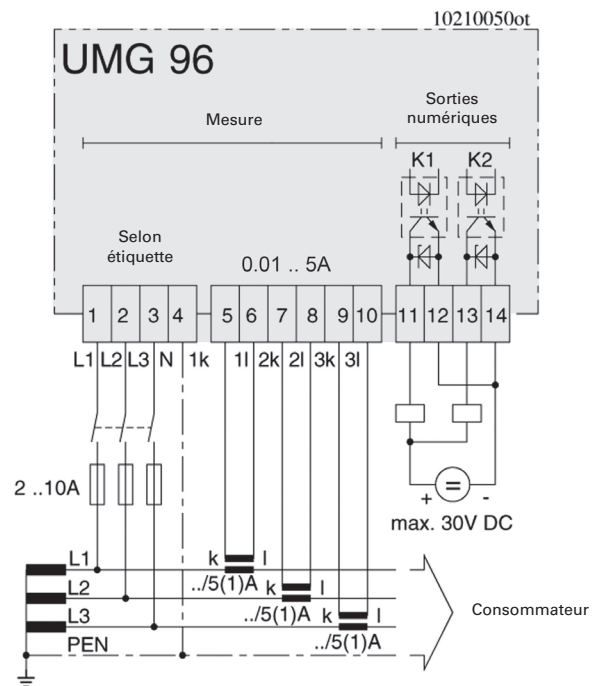 10210050ot
UMG 96
Mesure
Sorties
numériques
K1 K2
Selon
étiquette
0.01 .. 5A
1 2 3 4 5 6 7 8 9 10 11 12 13 14
L1 L2 L3 N 1k 1l 2k 2l 3k 3l
2 ..10A
+ = -
max. 30V DC
L1 k l
../5(1)A
L2 k l
../5(1)A
L3 k l
../5(1)A
PEN
Consommateur